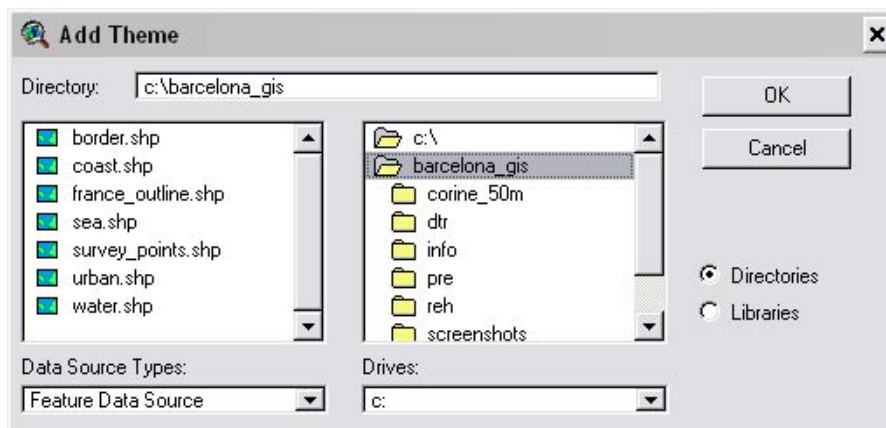 Add Theme
Directory: c:\barcelona_gis
OK
Cancel
border.shp
coast.shp
france_outline.shp
sea.shp
survey_points.shp
urban.shp
water.shp
c:\
barcelona_gis
corine_50m
dtr
info
pre
reh
screenshots
Directories
Libraries
Data Source Types:
Feature Data Source
Drives:
c: